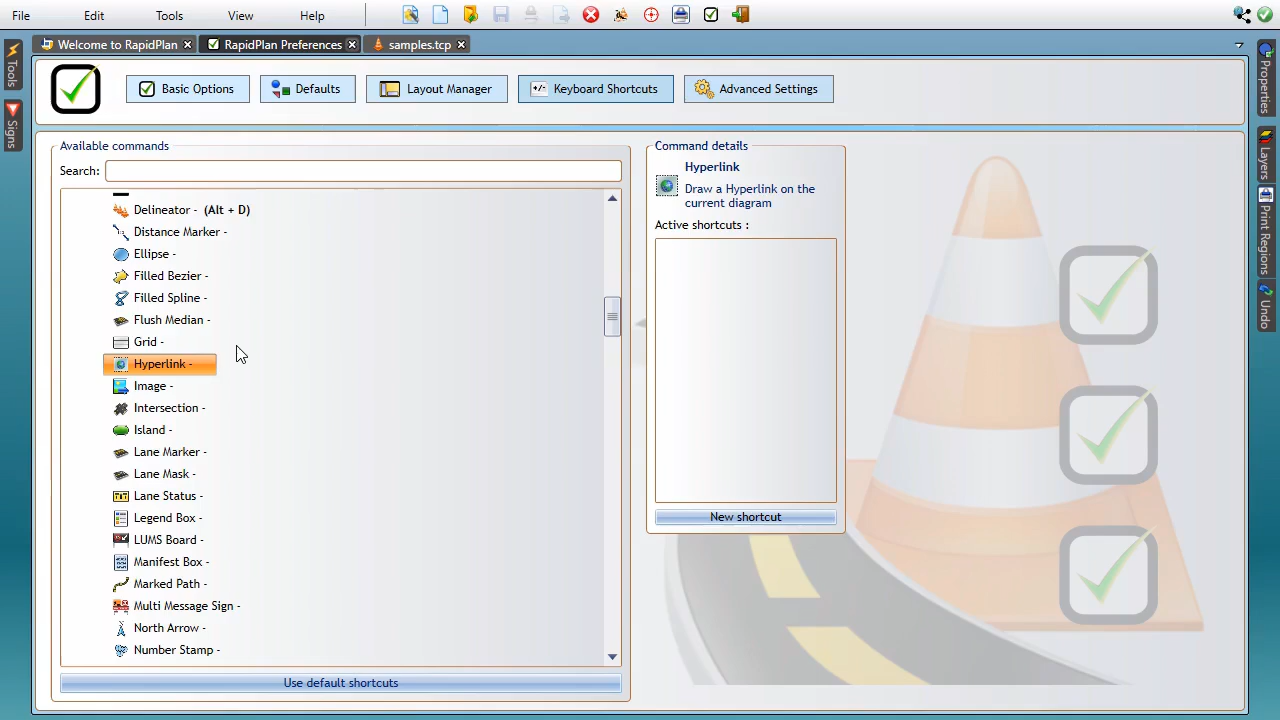 File Edit Tools View Help
Welcome to RapidPlan RapidPlan Preferences samples.tcp
Tools
Signs
Basic Options Defaults Layout Manager Keyboard Shortcuts Advanced Settings
Available commands
Search:
Delineator - (Alt + D)
Distance Marker -
Ellipse -
Filled Bezier -
Filled Spline -
Flush Median -
Grid -
Hyperlink -
Image -
Intersection -
Island -
Lane Marker -
Lane Mask -
Lane Status -
Legend Box -
LUMS Board -
Manifest Box -
Marked Path -
Multi Message Sign -
North Arrow -
Number Stamp -
Use default shortcuts
Command details
Hyperlink
Draw a Hyperlink on the
current diagram
Active shortcuts :
New shortcut
Properties
Layers
Print Regions
Undo